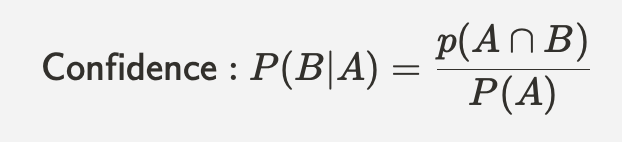 Confidence : P(B|A) = p(A ∩ B) / P(A)